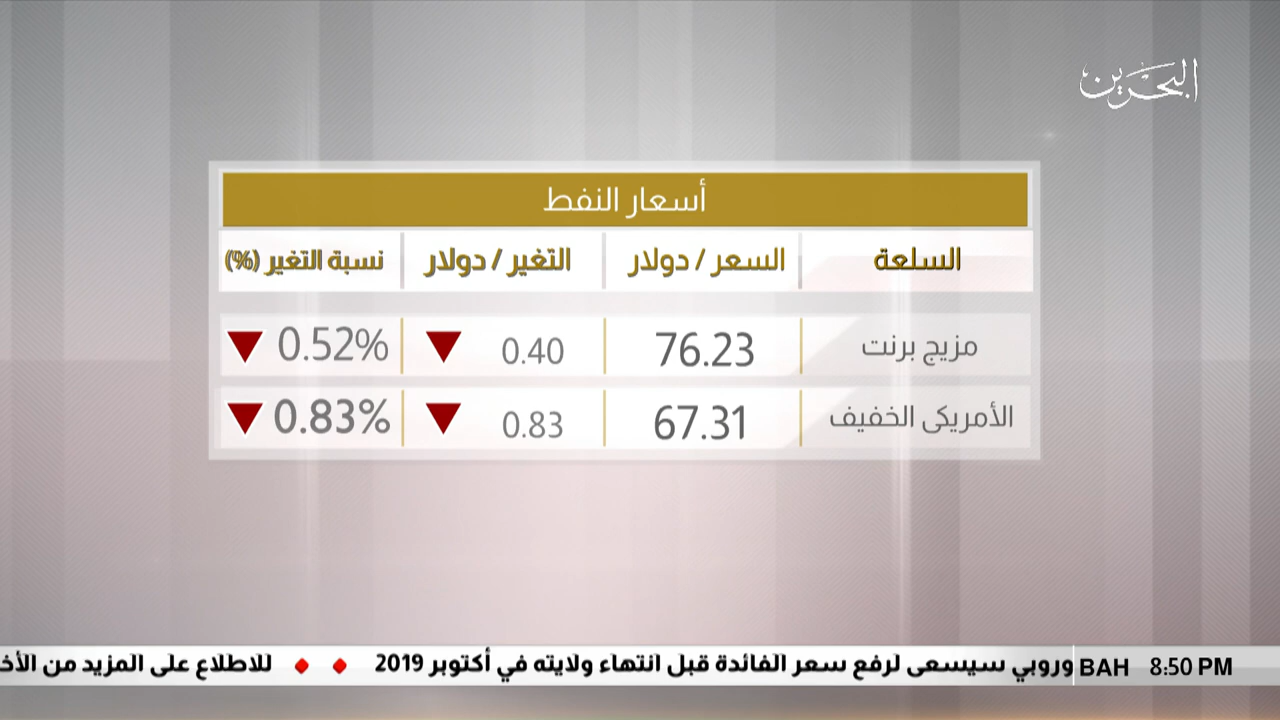 البحرين
أسعار النفط
السلعة السعر / دولار التغير / دولار نسبة التغير (%)
مزيج برنت 76.23 0.40 0.52%
الأمريكى الخفيف 67.31 0.83 0.83%
وروبي سيسعى لرفع سعر الفائدة قبل انتهاء ولايته في أكتوبر 2019 للاطلاع على المزيد من الأخ
BAH 8:50 PM